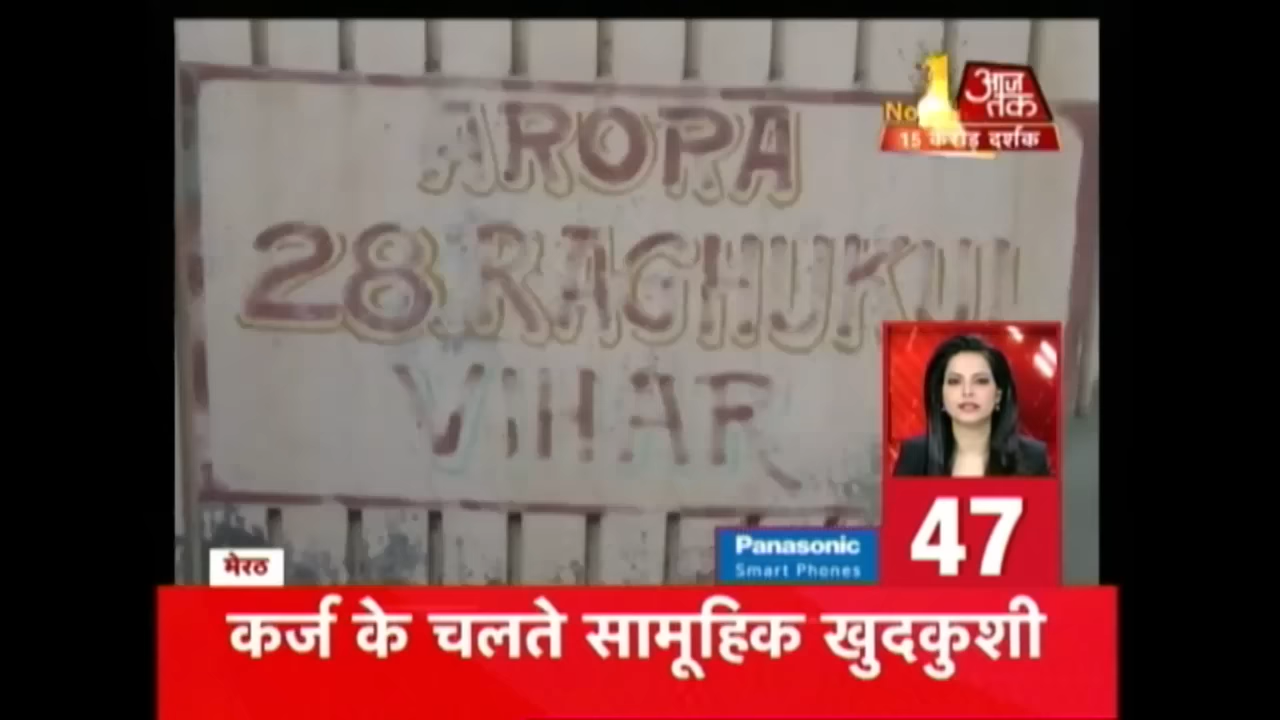 AROPA
28 RAGHUKUL
VIHAR
No 1
आज
तक
15 करोड़ दर्शक
47
Panasonic
Smart Phones
मेरठ
कर्ज के चलते सामूहिक खुदकुशी